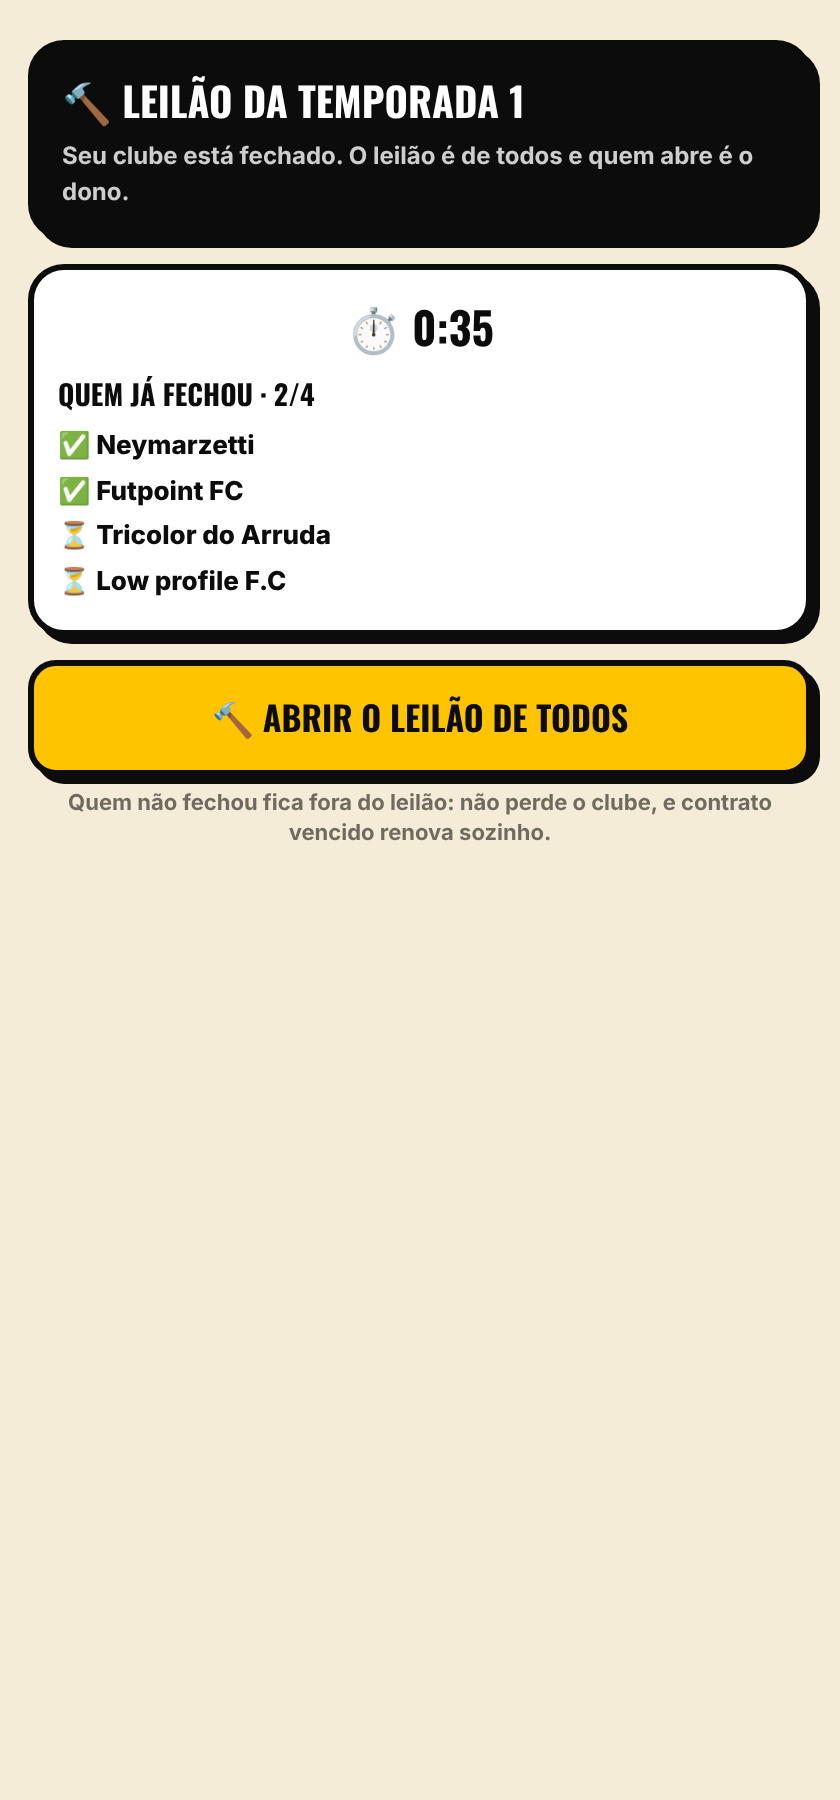 🔨 LEILÃO DA TEMPORADA 1
Seu clube está fechado. O leilão é de todos e quem abre é o
dono.
⏱️ 0:35
QUEM JÁ FECHOU · 2/4
✅ Neymarzetti
✅ Futpoint FC
⏳ Tricolor do Arruda
⏳ Low profile F.C
🔨 ABRIR O LEILÃO DE TODOS
Quem não fechou fica fora do leilão: não perde o clube, e contrato
vencido renova sozinho.